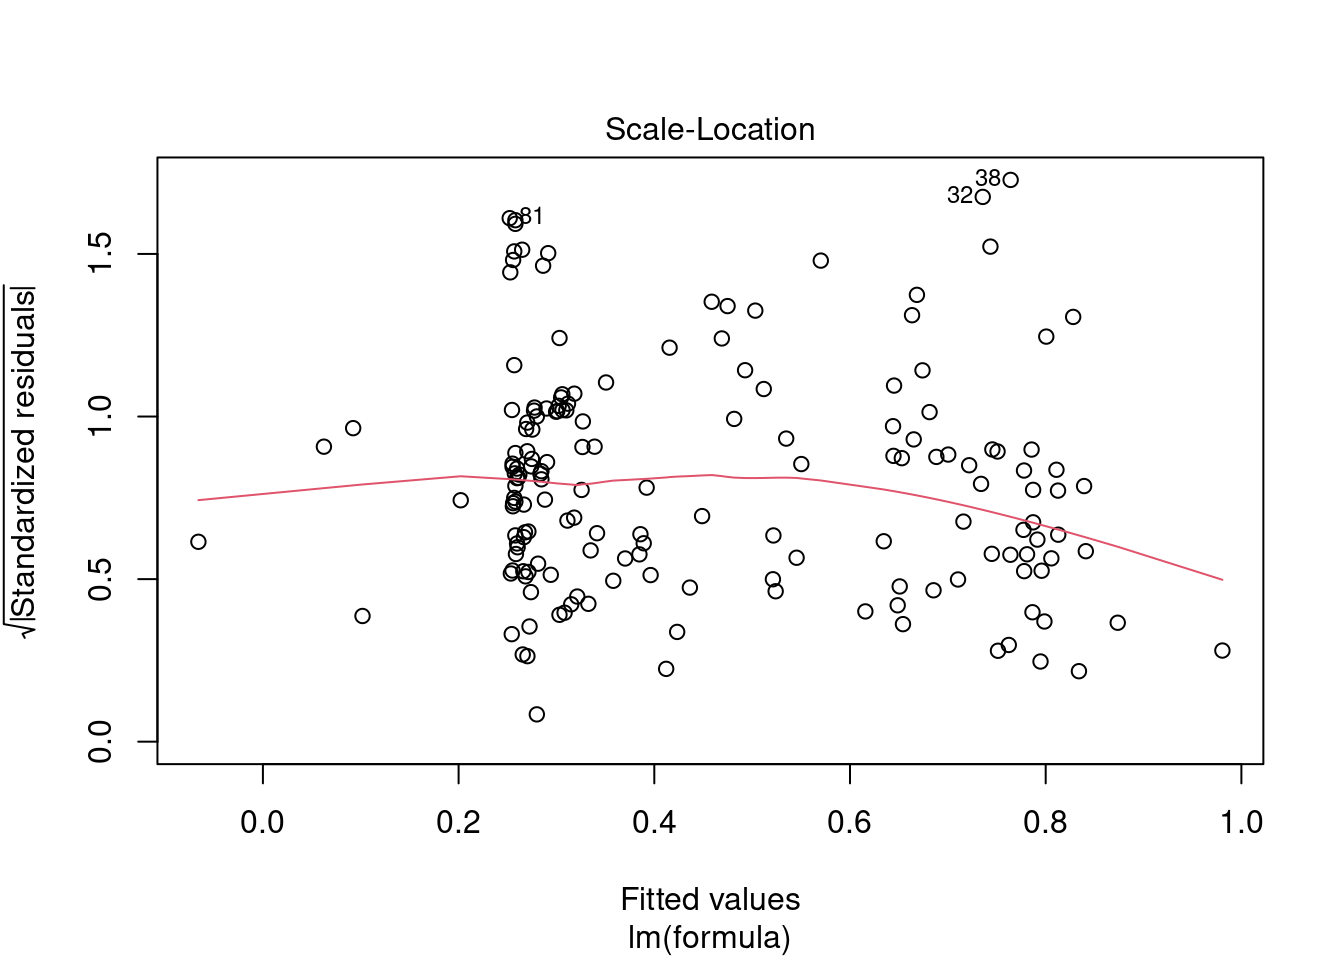 Scale-Location
38
32
81
√|Standardized residuals|
1.5
1.0
0.5
0.0
0.0 0.2 0.4 0.6 0.8 1.0
Fitted values
lm(formula)